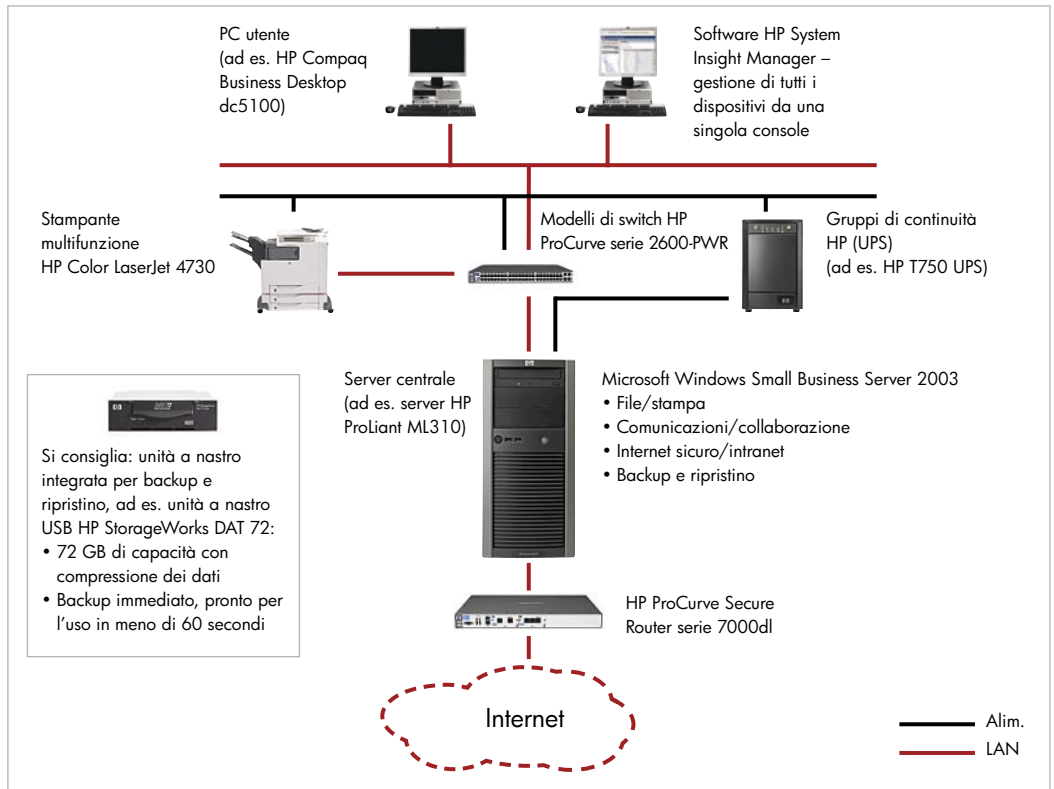 PC utente
(ad es. HP Compaq
Business Desktop
dc5100)
Software HP System
Insight Manager –
gestione di tutti i
dispositivi da una
singola console
Stampante
multifunzione
HP Color LaserJet 4730
Modelli di switch HP
ProCurve serie 2600-PWR
Gruppi di continuità
HP (UPS)
(ad es. HP T750 UPS)
Server centrale
(ad es. server HP
ProLiant ML310)
Microsoft Windows Small Business Server 2003
• File/stampa
• Comunicazioni/collaborazione
• Internet sicuro/intranet
• Backup e ripristino
Si consiglia: unità a nastro
integrata per backup e
ripristino, ad es. unità a nastro
USB HP StorageWorks DAT 72:
• 72 GB di capacità con
compressione dei dati
• Backup immediato, pronto per
l'uso in meno di 60 secondi
HP ProCurve Secure
Router serie 7000dl
Internet
Alim.
LAN